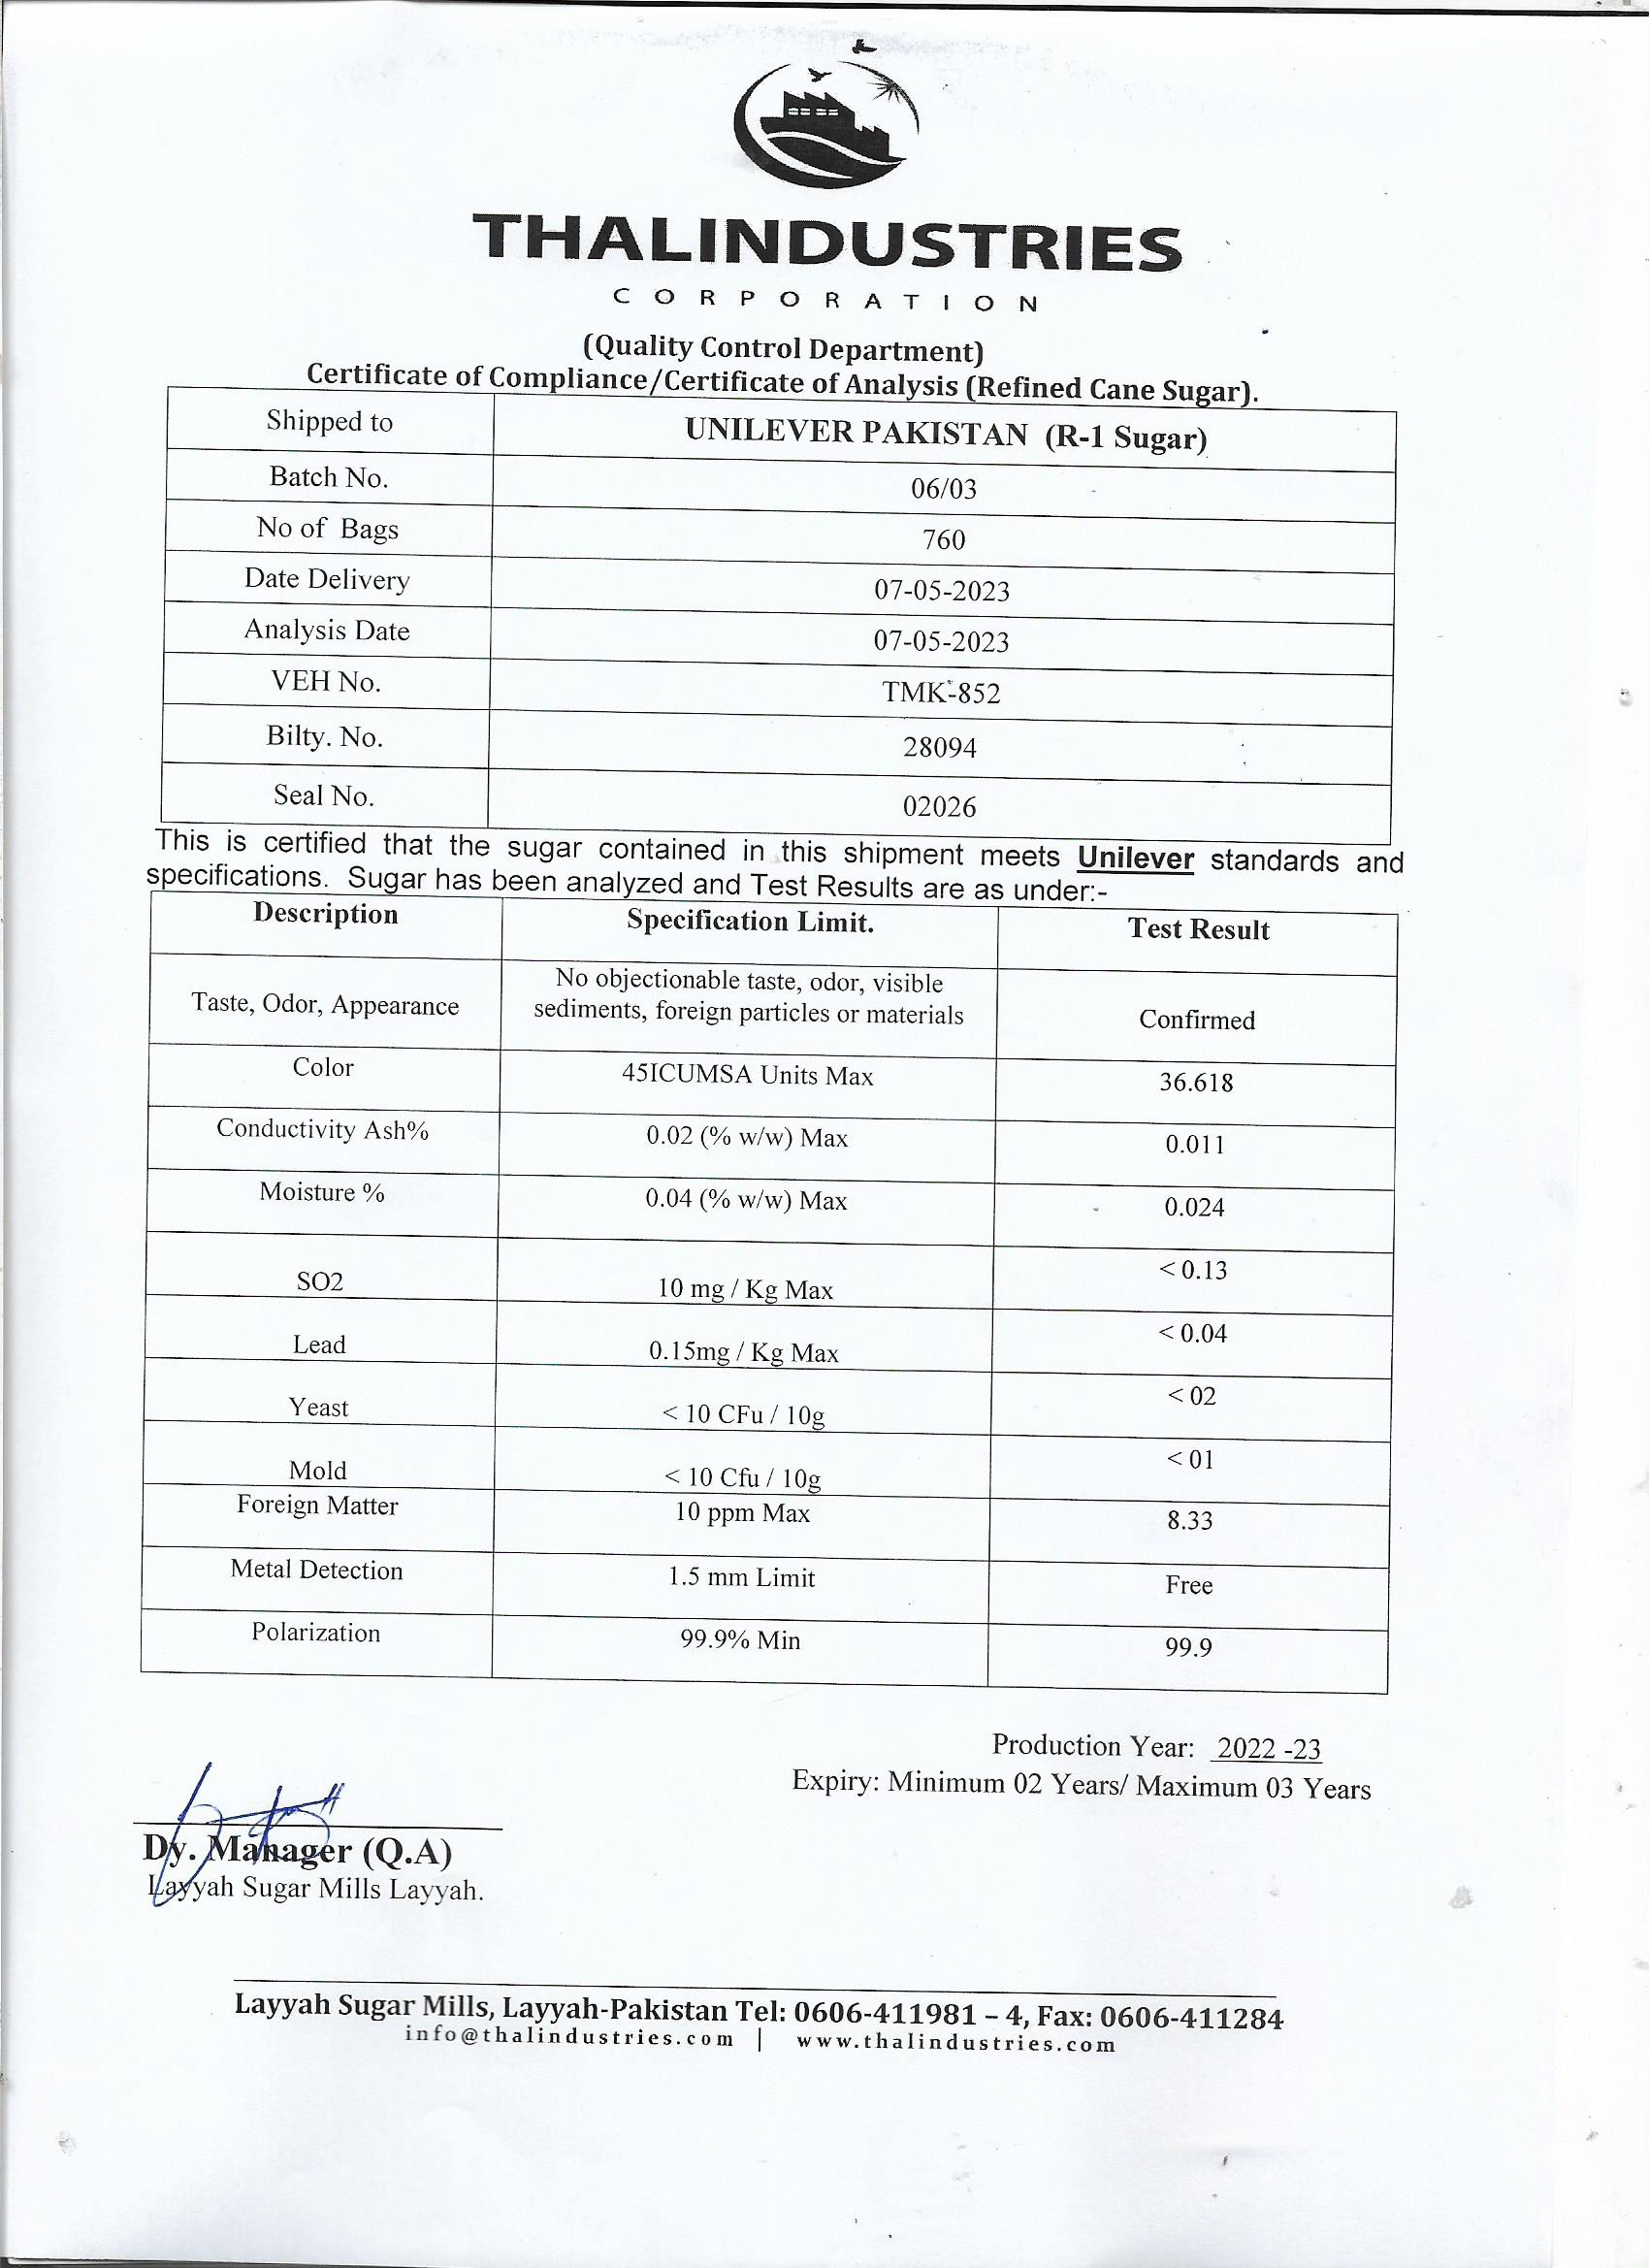 THALINDUSTRIES
CORPORATION
(Quality Control Department)
Certificate of Compliance/Certificate of Analysis (Refined Cane Sugar).
Shipped to UNILEVER PAKISTAN (R-1 Sugar)
Batch No. 06/03
No of Bags 760
Date Delivery 07-05-2023
Analysis Date 07-05-2023
VEH No. TMK-852
Bilty. No. 28094
Seal No. 02026
This is certified that the sugar contained in this shipment meets Unilever standards and
specifications. Sugar has been analyzed and Test Results are as under:-
Description Specification Limit. Test Result
Taste, Odor, Appearance No objectionable taste, odor, visible
sediments, foreign particles or materials Confirmed
Color 45ICUMSA Units Max 36.618
Conductivity Ash% 0.02 (% w/w) Max 0.011
Moisture % 0.04 (% w/w) Max 0.024
SO2 10 mg / Kg Max < 0.13
Lead 0.15mg / Kg Max < 0.04
Yeast < 10 CFu / 10g < 02
Mold < 10 Cfu / 10g < 01
Foreign Matter 10 ppm Max 8.33
Metal Detection 1.5 mm Limit Free
Polarization 99.9% Min 99.9
Production Year: 2022 -23
Expiry: Minimum 02 Years/ Maximum 03 Years
Dy. Manager (Q.A)
Layyah Sugar Mills Layyah.
Layyah Sugar Mills, Layyah-Pakistan Tel: 0606-411981 – 4, Fax: 0606-411284
info@thalindustries.com | www.thalindustries.com